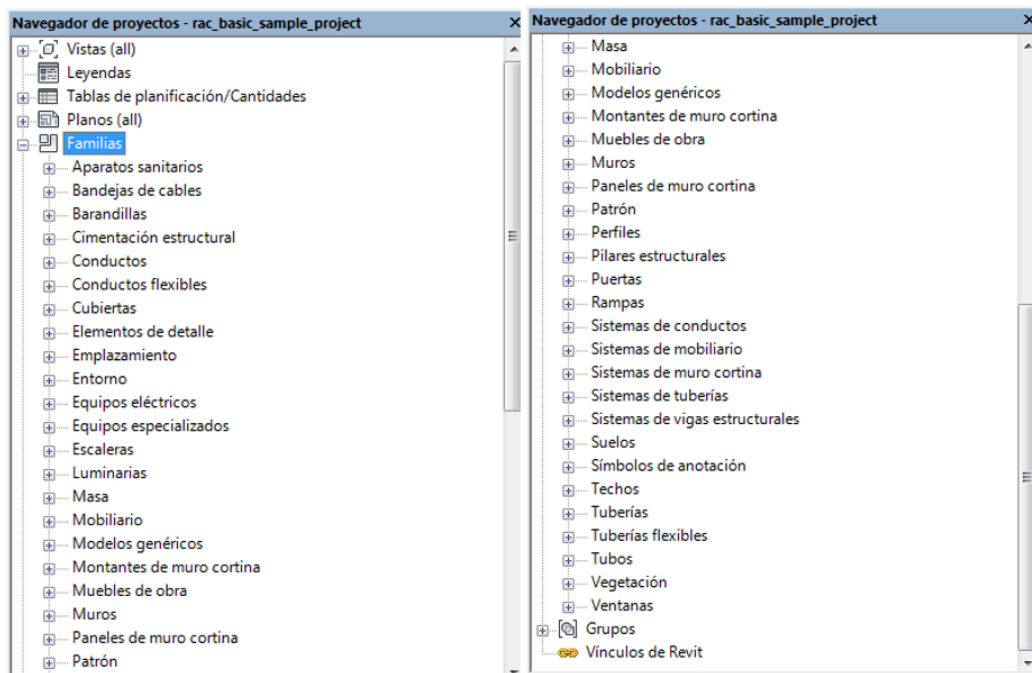 Navegador de proyectos - rac_basic_sample_project
Vistas (all)
Leyendas
Tablas de planificación/Cantidades
Planos (all)
Familias
Aparatos sanitarios
Bandejas de cables
Barandillas
Cimentación estructural
Conductos
Conductos flexibles
Cubiertas
Elementos de detalle
Emplazamiento
Entorno
Equipos eléctricos
Equipos especializados
Escaleras
Luminarias
Masa
Mobiliario
Modelos genéricos
Montantes de muro cortina
Muebles de obra
Muros
Paneles de muro cortina
Patrón
Navegador de proyectos - rac_basic_sample_project
Masa
Mobiliario
Modelos genéricos
Montantes de muro cortina
Muebles de obra
Muros
Paneles de muro cortina
Patrón
Perfiles
Pilares estructurales
Puertas
Rampas
Sistemas de conductos
Sistemas de mobiliario
Sistemas de muro cortina
Sistemas de tuberías
Sistemas de vigas estructurales
Suelos
Símbolos de anotación
Techos
Tuberías
Tuberías flexibles
Tubos
Vegetación
Ventanas
Grupos
Vínculos de Revit